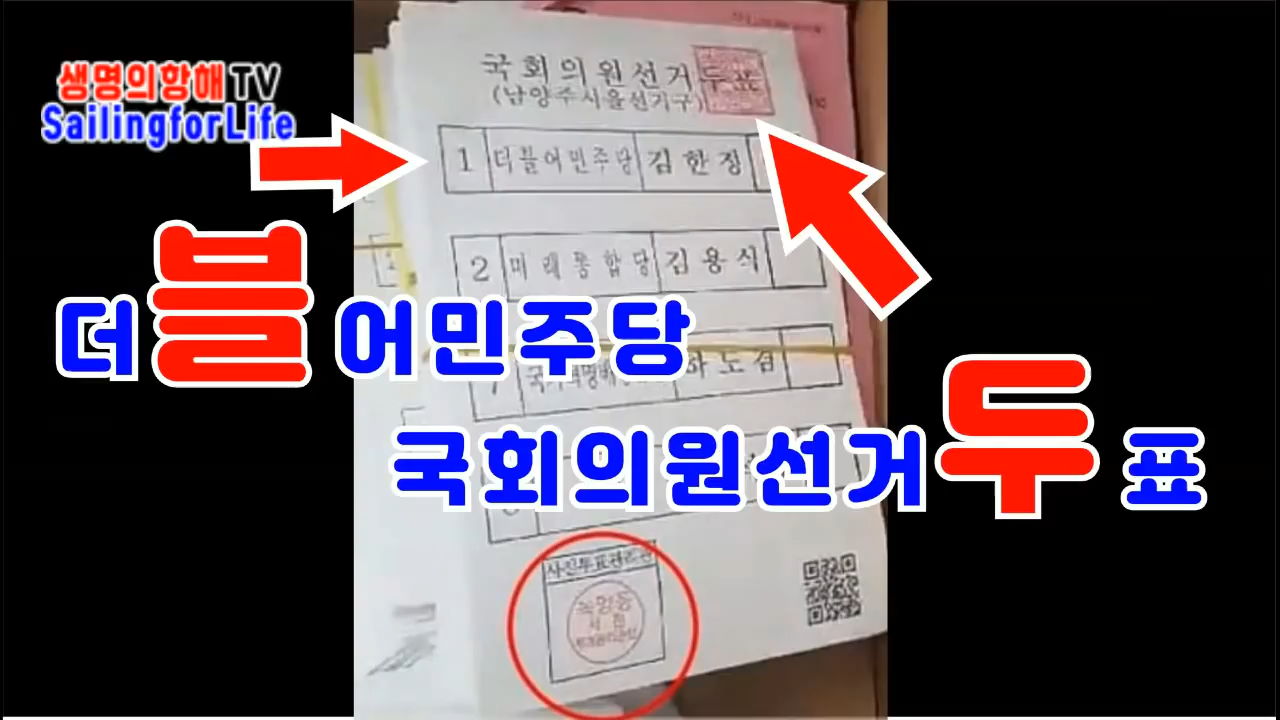 생명의항해TV
SailingforLife
국회의원선거두표
(남양주시을선기구)
1 더블어민주당 김한정
2 미래통합당 김용식
더블어민주당
7 하도겸
국회의원선거두표
사전투표관리관